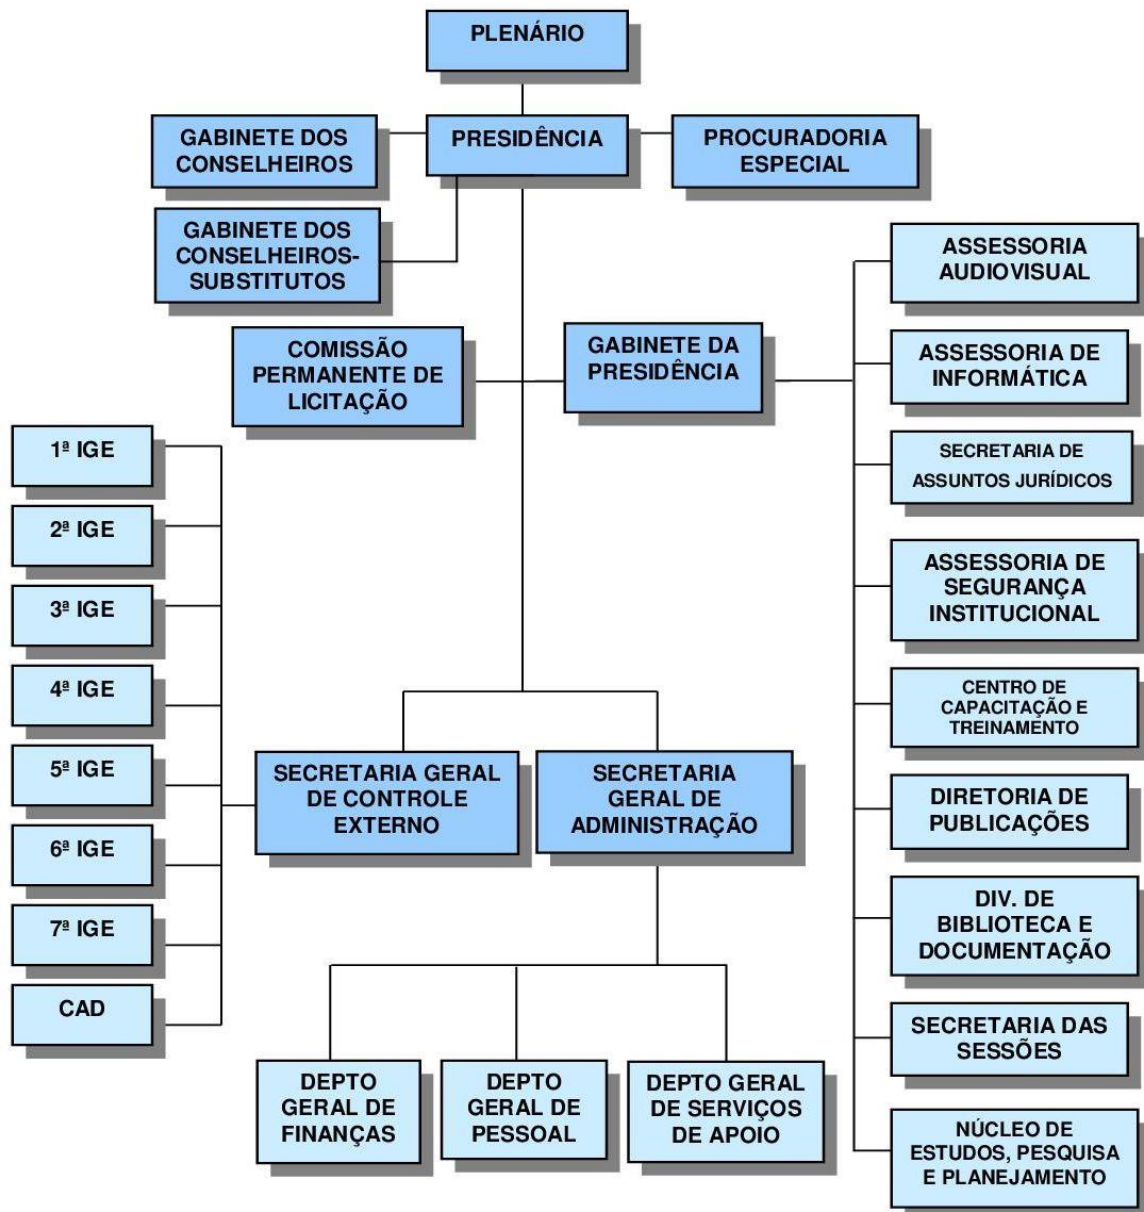 PLENÁRIO
GABINETE DOS
CONSELHEIROS
PRESIDÊNCIA
PROCURADORIA
ESPECIAL
GABINETE DOS
CONSELHEIROS-
SUBSTITUTOS
COMISSÃO
PERMANENTE DE
LICITAÇÃO
GABINETE DA
PRESIDÊNCIA
ASSESSORIA
AUDIOVISUAL
ASSESSORIA DE
INFORMÁTICA
SECRETARIA DE
ASSUNTOS JURÍDICOS
ASSESSORIA DE
SEGURANÇA
INSTITUCIONAL
CENTRO DE
CAPACITAÇÃO E
TREINAMENTO
DIRETORIA DE
PUBLICAÇÕES
DIV. DE
BIBLIOTECA E
DOCUMENTAÇÃO
SECRETARIA DAS
SESSÕES
NÚCLEO DE
ESTUDOS, PESQUISA
E PLANEJAMENTO
1ª IGE
2ª IGE
3ª IGE
4ª IGE
5ª IGE
6ª IGE
7ª IGE
CAD
SECRETARIA GERAL
DE CONTROLE
EXTERNO
SECRETARIA
GERAL DE
ADMINISTRAÇÃO
DEPTO
GERAL DE
FINANÇAS
DEPTO
GERAL DE
PESSOAL
DEPTO GERAL
DE SERVIÇOS
DE APOIO